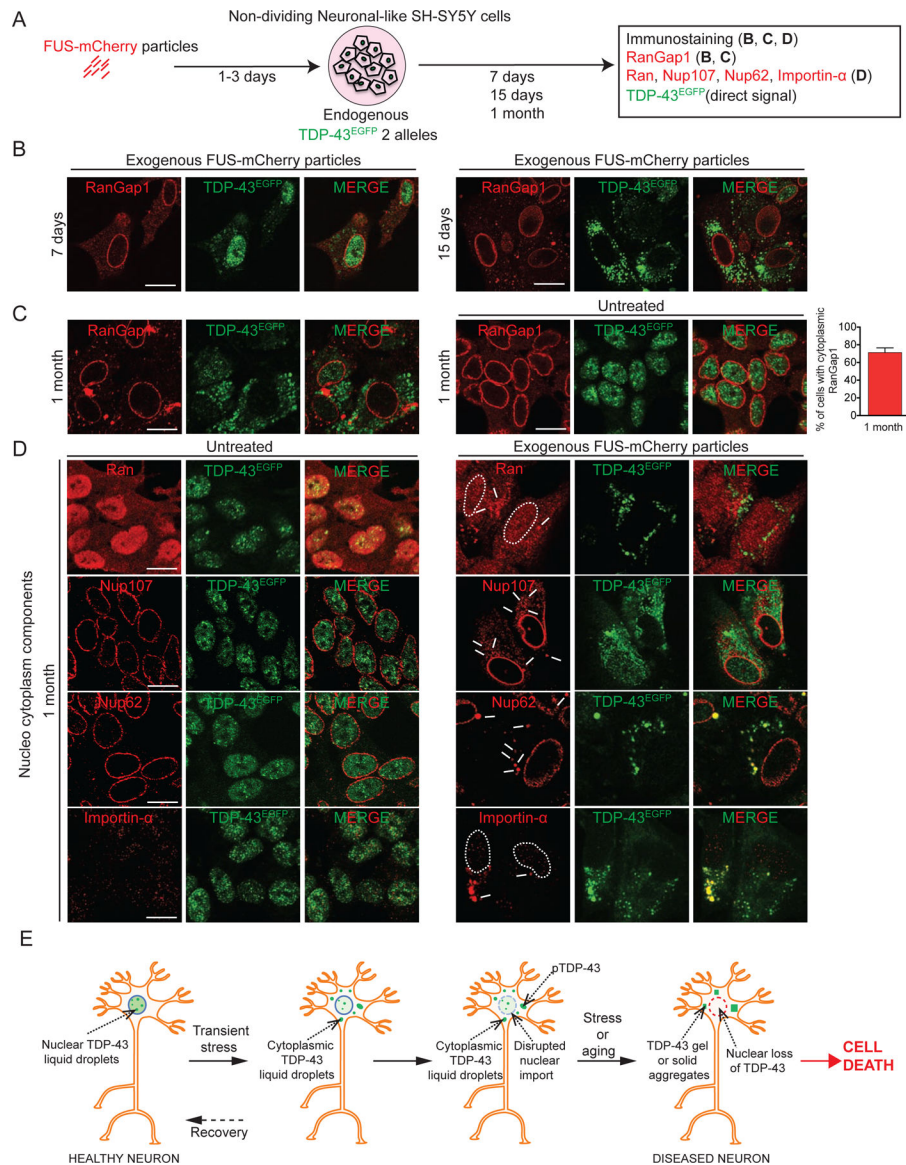 A
Non-dividing Neuronal-like SH-SY5Y cells
FUS-mCherry particles
1-3 days
Endogenous
TDP-43EGFP 2 alleles
7 days
15 days
1 month
Immunostaining (B, C, D)
RanGap1 (B, C)
Ran, Nup107, Nup62, Importin-α (D)
TDP-43EGFP(direct signal)
B
Exogenous FUS-mCherry particles
7 days
RanGap1
TDP-43EGFP
MERGE
Exogenous FUS-mCherry particles
15 days
RanGap1
TDP-43EGFP
MERGE
C
1 month
RanGap1
TDP-43EGFP
MERGE
Untreated
1 month
RanGap1
TDP-43EGFP
MERGE
% of cells with cytoplasmic
RanGap1
100
80
60
40
20
0
1 month
D
Nucleo cytoplasm components
1 month
Untreated
Ran
TDP-43EGFP
MERGE
Nup107
TDP-43EGFP
MERGE
Nup62
TDP-43EGFP
MERGE
Importin-α
TDP-43EGFP
MERGE
Exogenous FUS-mCherry particles
Ran
TDP-43EGFP
MERGE
Nup107
TDP-43EGFP
MERGE
Nup62
TDP-43EGFP
MERGE
Importin-α
TDP-43EGFP
MERGE
E
Nuclear TDP-43
liquid droplets
HEALTHY NEURON
Transient
stress
Recovery
Cytoplasmic
TDP-43
liquid droplets
pTDP-43
Cytoplasmic
TDP-43
liquid droplets
Disrupted
nuclear
import
Stress
or
aging
TDP-43 gel
or solid
aggregates
Nuclear loss
of TDP-43
DISEASED NEURON
CELL
DEATH